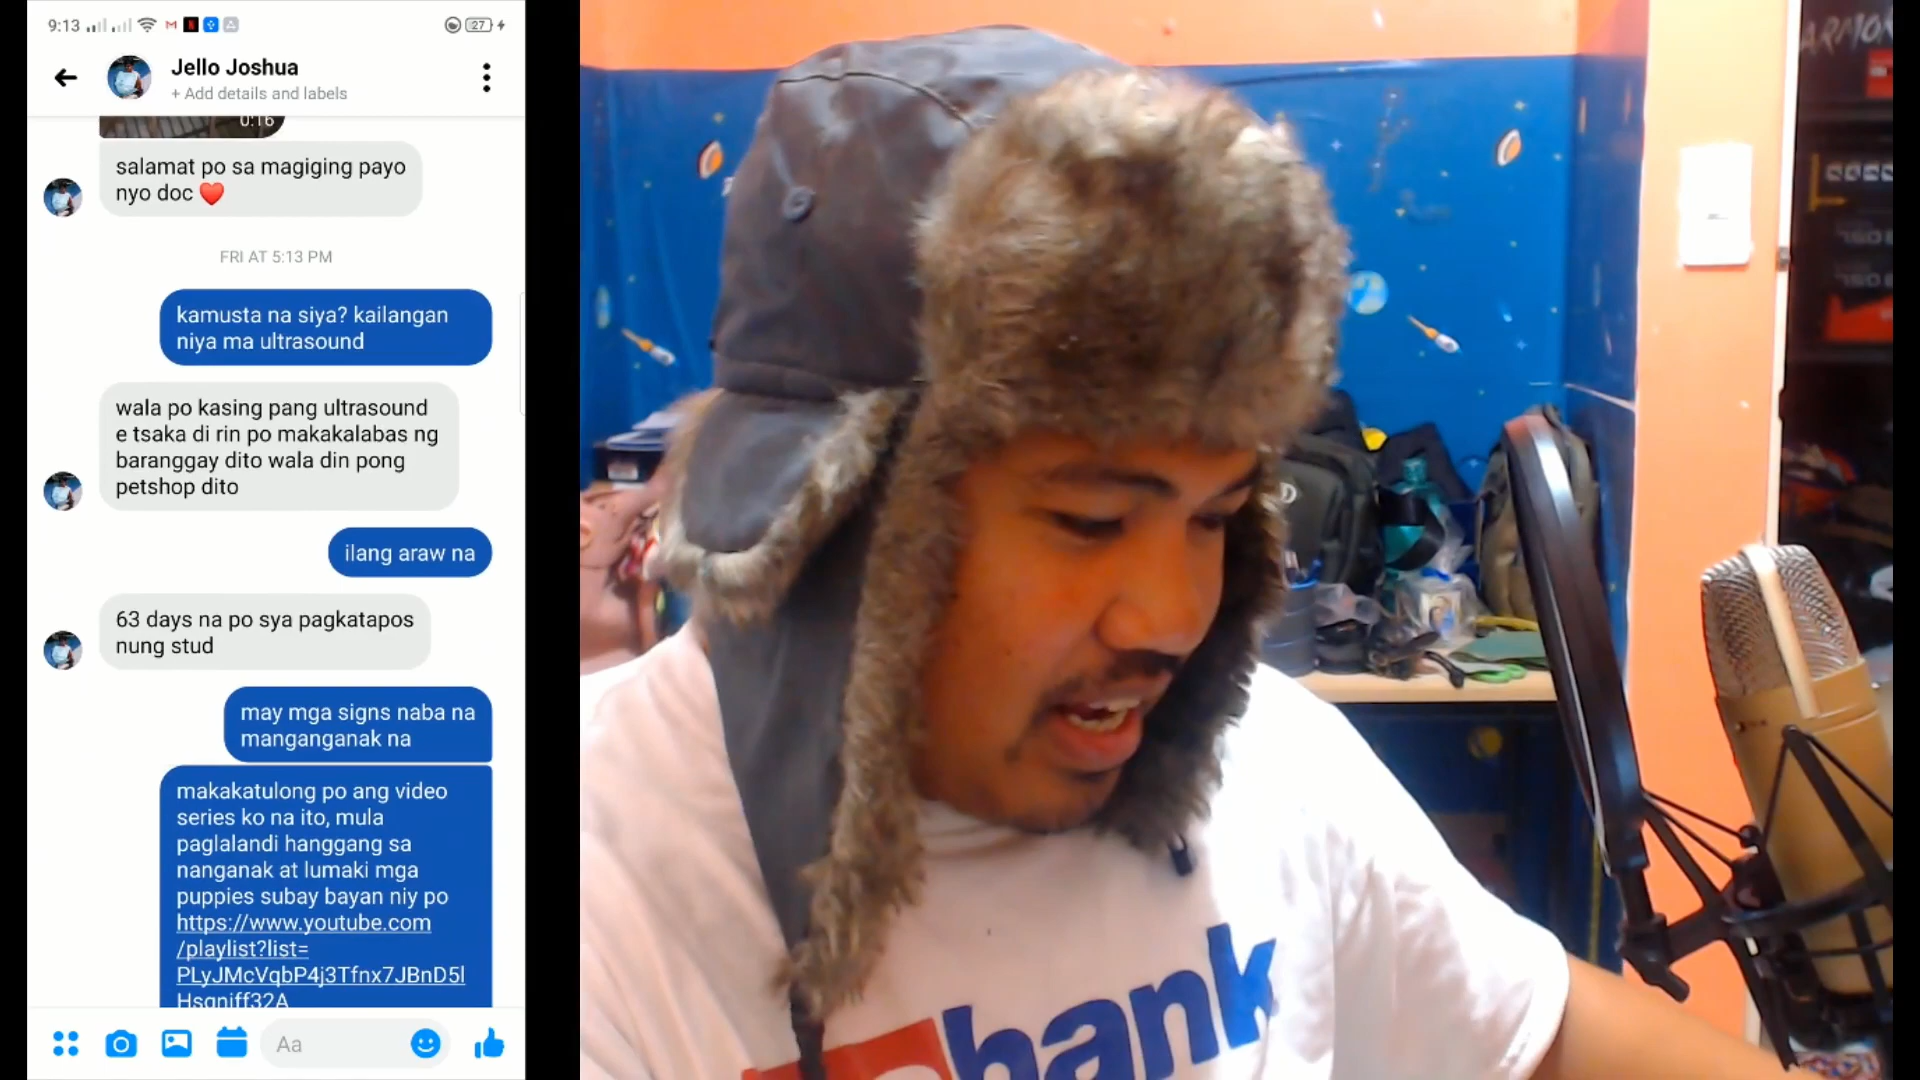 9:13
27
Jello Joshua
+ Add details and labels
0:16
salamat po sa magiging payo
nyo doc
FRI AT 5:13 PM
kamusta na siya? kailangan
niya ma ultrasound
wala po kasing pang ultrasound
e tsaka di rin po makakalabas ng
baranggay dito wala din pong
petshop dito
ilang araw na
63 days na po sya pagkatapos
nung stud
may mga signs naba na
manganganak na
makakatulong po ang video
series ko na ito, mula
paglalandi hanggang sa
nanganak at lumaki mga
puppies subay bayan niy po
https://www.youtube.com
/playlist?list=
PLyJMcVqbP4j3Tfnx7JBnD5l
Hsgniff32A
Aa
bank